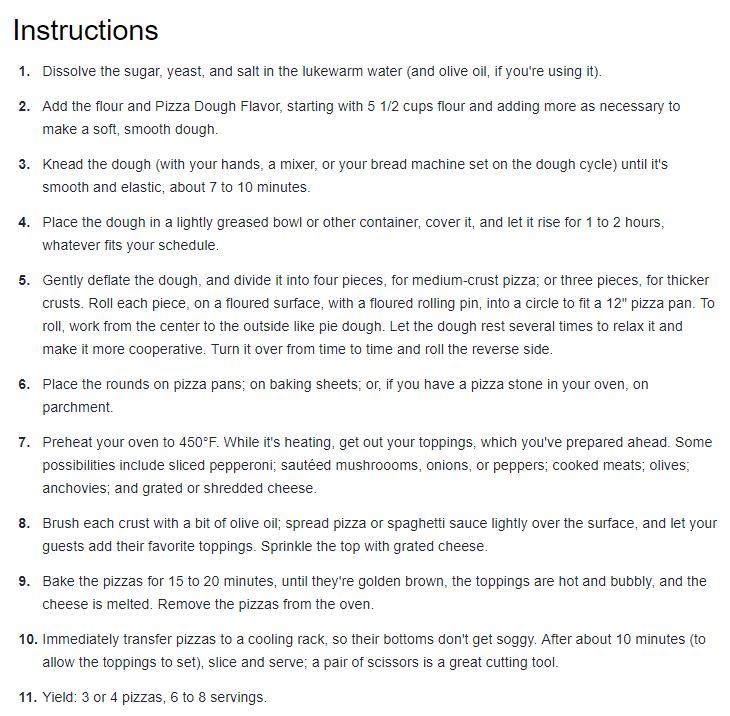 Instructions
1. Dissolve the sugar, yeast, and salt in the lukewarm water (and olive oil, if you're using it).
2. Add the flour and Pizza Dough Flavor, starting with 5 1/2 cups flour and adding more as necessary to
make a soft, smooth dough.
3. Knead the dough (with your hands, a mixer, or your bread machine set on the dough cycle) until it's
smooth and elastic, about 7 to 10 minutes.
4. Place the dough in a lightly greased bowl or other container, cover it, and let it rise for 1 to 2 hours,
whatever fits your schedule.
5. Gently deflate the dough, and divide it into four pieces, for medium-crust pizza; or three pieces, for thicker
crusts. Roll each piece, on a floured surface, with a floured rolling pin, into a circle to fit a 12" pizza pan. To
roll, work from the center to the outside like pie dough. Let the dough rest several times to relax it and
make it more cooperative. Turn it over from time to time and roll the reverse side.
6. Place the rounds on pizza pans; on baking sheets; or, if you have a pizza stone in your oven, on
parchment.
7. Preheat your oven to 450°F. While it's heating, get out your toppings, which you've prepared ahead. Some
possibilities include sliced pepperoni; sautéed mushroooms, onions, or peppers; cooked meats; olives;
anchovies; and grated or shredded cheese.
8. Brush each crust with a bit of olive oil; spread pizza or spaghetti sauce lightly over the surface, and let your
guests add their favorite toppings. Sprinkle the top with grated cheese.
9. Bake the pizzas for 15 to 20 minutes, until they're golden brown, the toppings are hot and bubbly, and the
cheese is melted. Remove the pizzas from the oven.
10. Immediately transfer pizzas to a cooling rack, so their bottoms don't get soggy. After about 10 minutes (to
allow the toppings to set), slice and serve; a pair of scissors is a great cutting tool.
11. Yield: 3 or 4 pizzas, 6 to 8 servings.